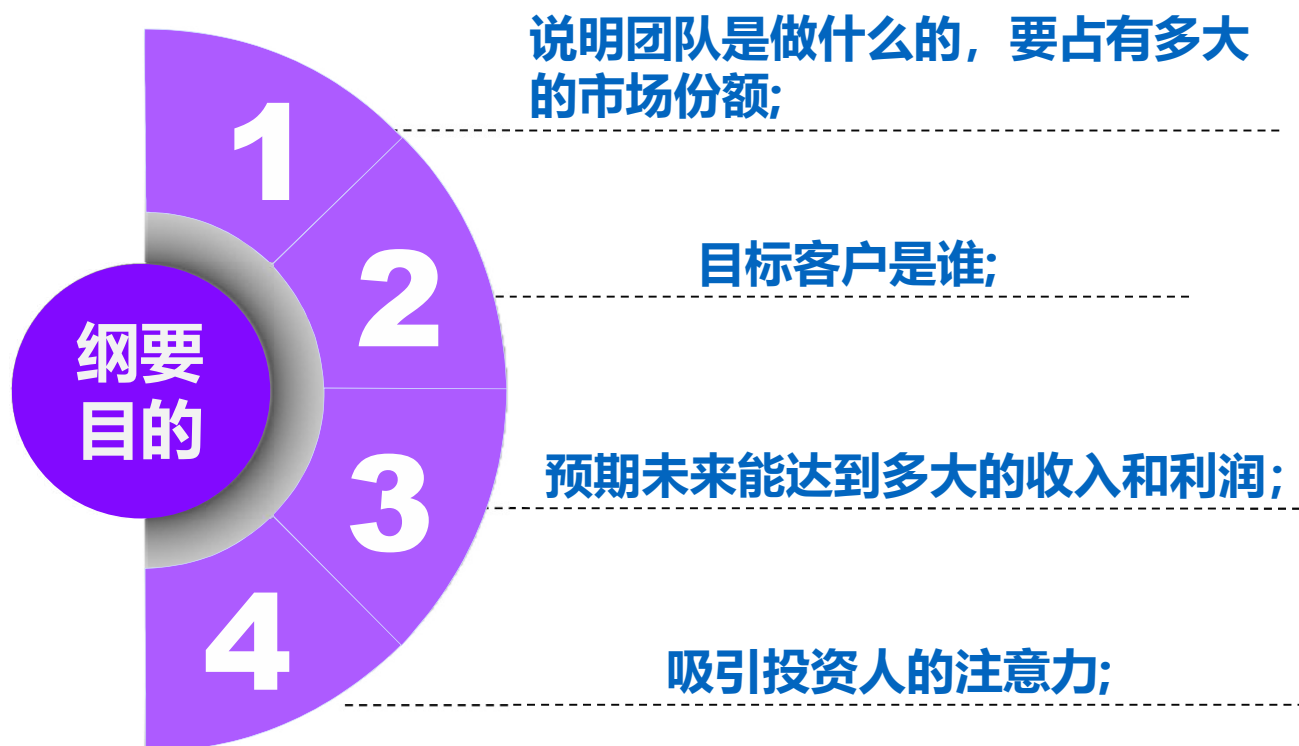 说明团队是做什么的，要占有多大
的市场份额;
1
目标客户是谁;
2
纲要
目的
预期未来能达到多大的收入和利润；
3
吸引投资人的注意力;
4